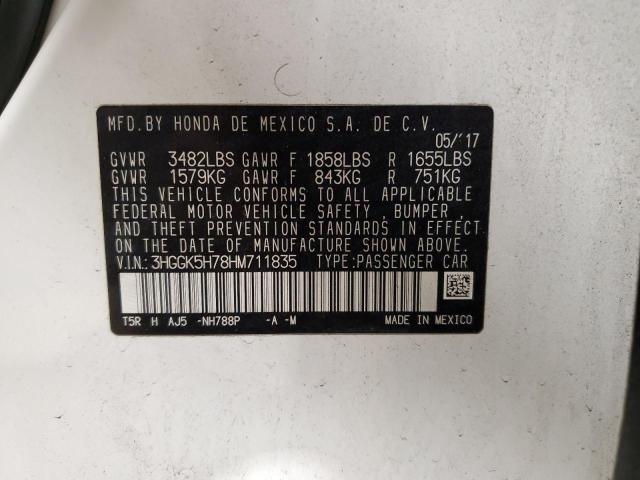 MFD.BY HONDA DE MEXICO S.A. DE C.V.
05/'17
GVWR 3482LBS GAWR F 1858LBS R 1655LBS
GVWR 1579KG GAWR F 843KG R 751KG
THIS VEHICLE CONFORMS TO ALL APPLICABLE
FEDERAL MOTOR VEHICLE SAFETY ,BUMPER ,
AND THEFT PREVENTION STANDARDS IN EFFECT
ON THE DATE OF MANUFACTURE SHOWN ABOVE.
V.I.N.: 3HGGK5H78HM711835 TYPE:PASSENGER CAR
T5R H AJ5 -NH788P -A -M MADE IN MEXICO